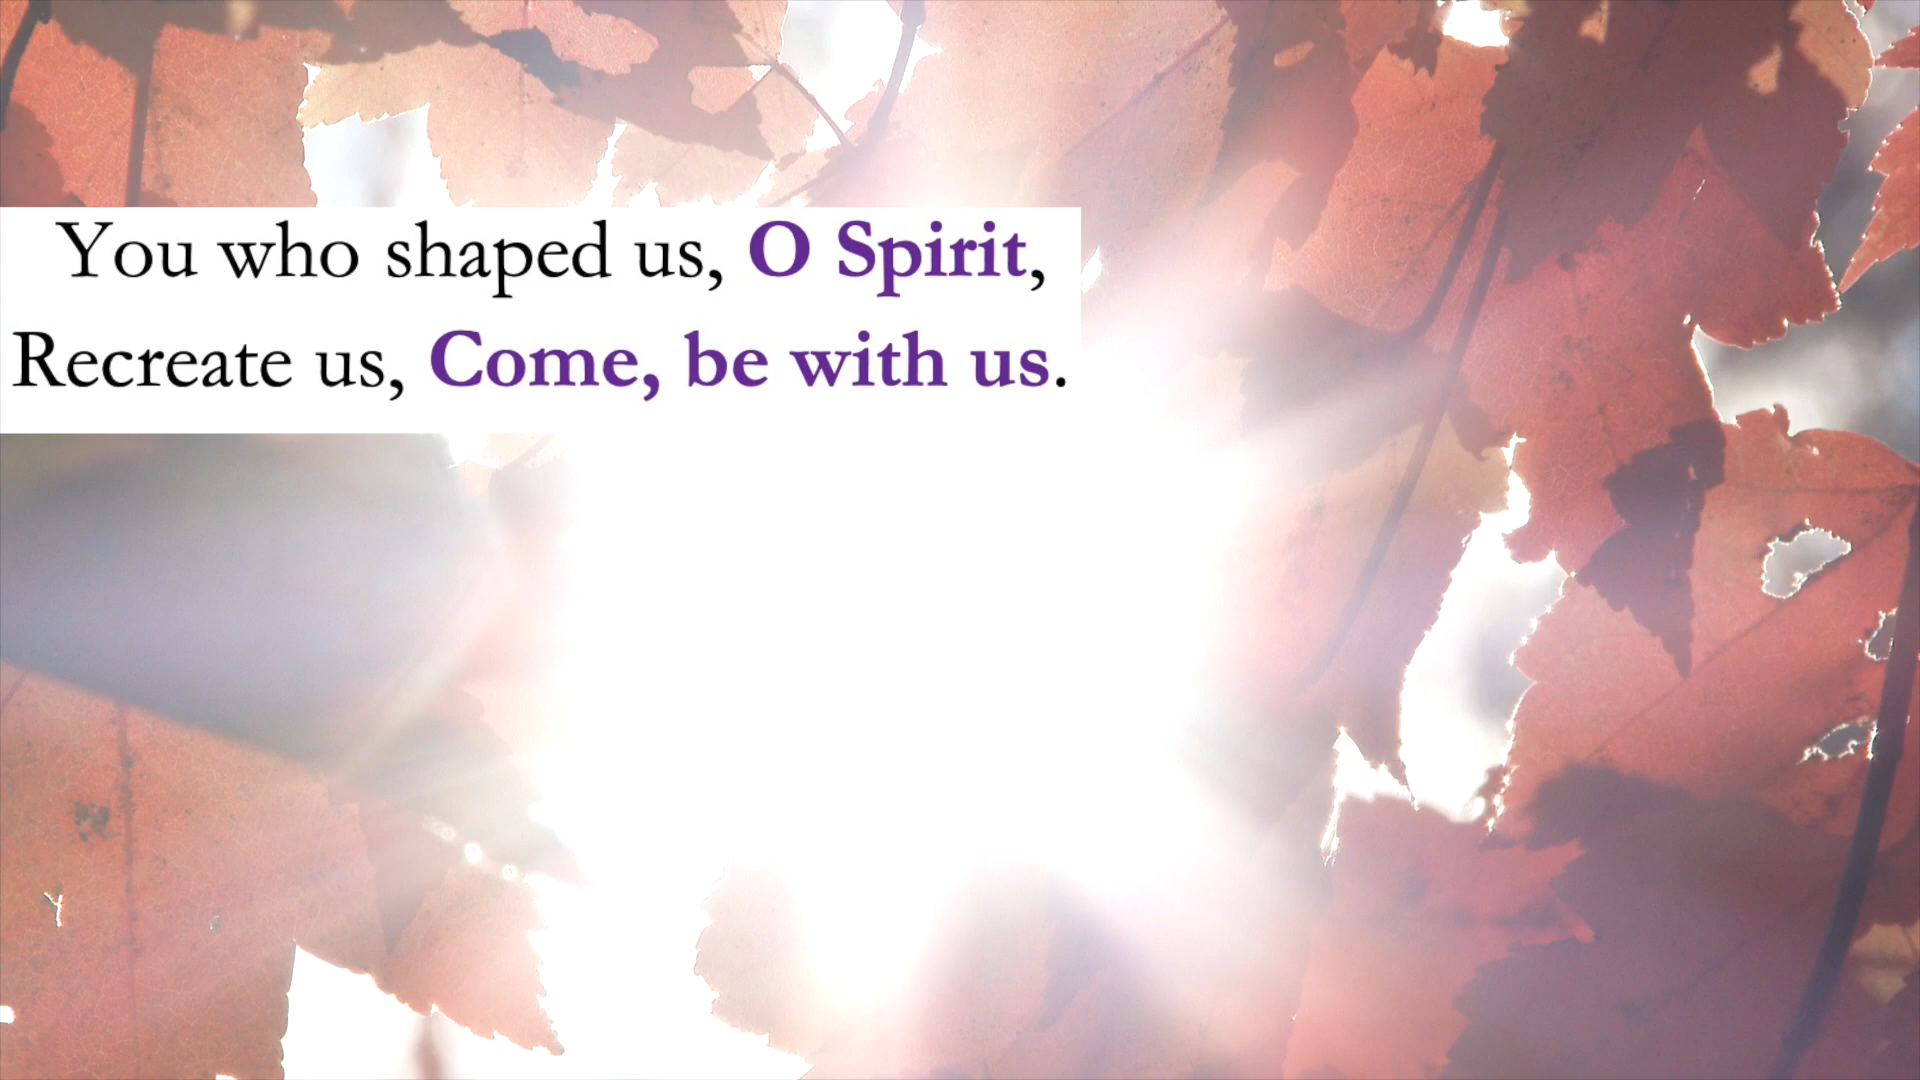 You who shaped us, O Spirit,
Recreate us, Come, be with us.